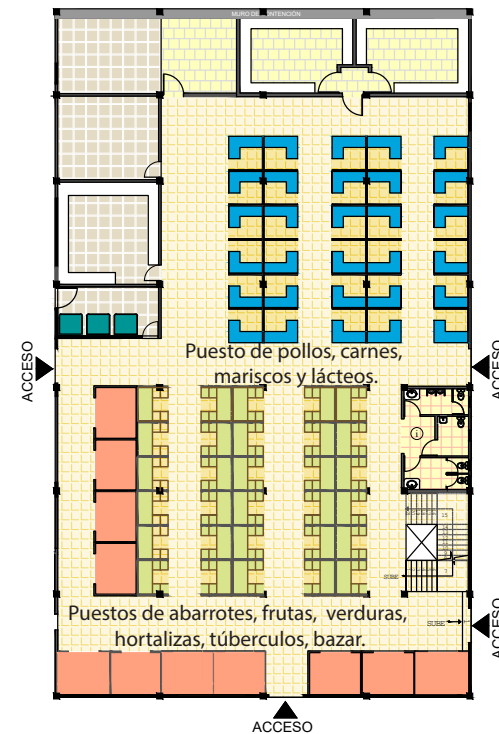 MURO DE CONTENCIÓN
Puesto de pollos, carnes,
mariscos y lácteos.
ACCESO
ACCESO
i
15
SUBE
Puestos de abarrotes, frutas, verduras,
hortalizas, túberculos, bazar.
SUBE
ACCESO
ACCESO